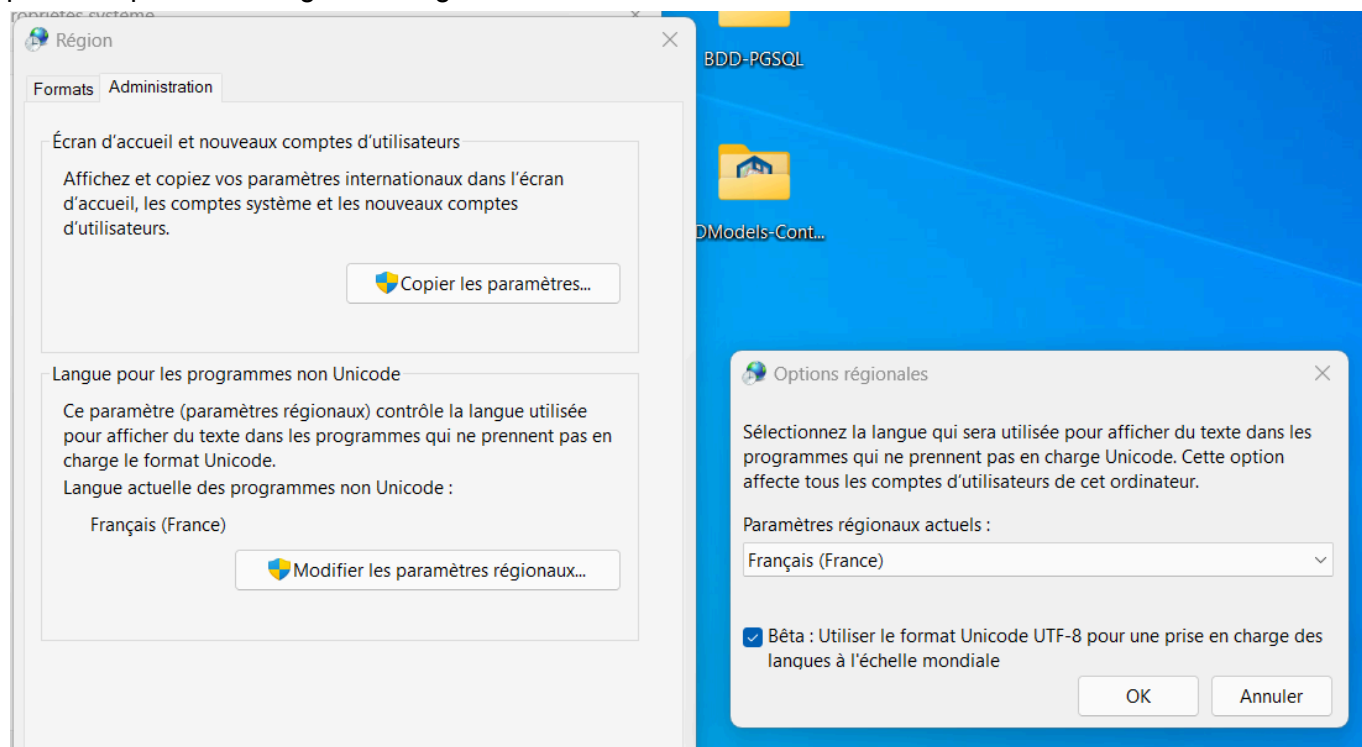 Région
Formats Administration
Écran d'accueil et nouveaux comptes d'utilisateurs
Affichez et copiez vos paramètres internationaux dans l'écran
d'accueil, les comptes système et les nouveaux comptes
d'utilisateurs.
Copier les paramètres...
Langue pour les programmes non Unicode
Ce paramètre (paramètres régionaux) contrôle la langue utilisée
pour afficher du texte dans les programmes qui ne prennent pas en
charge le format Unicode.
Langue actuelle des programmes non Unicode :
Français (France)
Modifier les paramètres régionaux...
BDD-PGSQL
DModels-Cont...
Options régionales
Sélectionnez la langue qui sera utilisée pour afficher du texte dans les
programmes qui ne prennent pas en charge Unicode. Cette option
affecte tous les comptes d'utilisateurs de cet ordinateur.
Paramètres régionaux actuels :
Français (France)
Bêta : Utiliser le format Unicode UTF-8 pour une prise en charge des
langues à l'échelle mondiale
OK Annuler